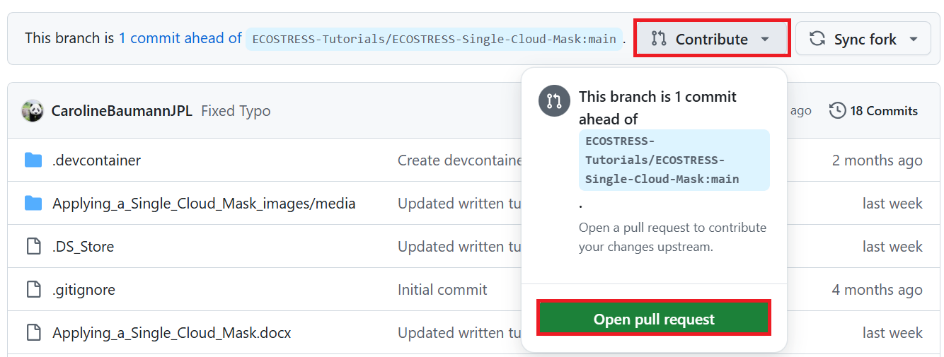 This branch is 1 commit ahead of ECOSTRESS-Tutorials/ECOSTRESS-Single-Cloud-Mask:main .
Contribute
Sync fork
This branch is 1 commit
ahead of
ECOSTRESS-
Tutorials/ECOSTRESS-
Single-Cloud-Mask:main
.
Open a pull request to contribute
your changes upstream.
Open pull request
CarolineBaumannJPL Fixed Typo
ago 18 Commits
.devcontainer Create devcontaine 2 months ago
Applying_a_Single_Cloud_Mask_images/media Updated written tu last week
.DS_Store Updated written tu last week
.gitignore Initial commit 4 months ago
Applying_a_Single_Cloud_Mask.docx Updated written tu last week